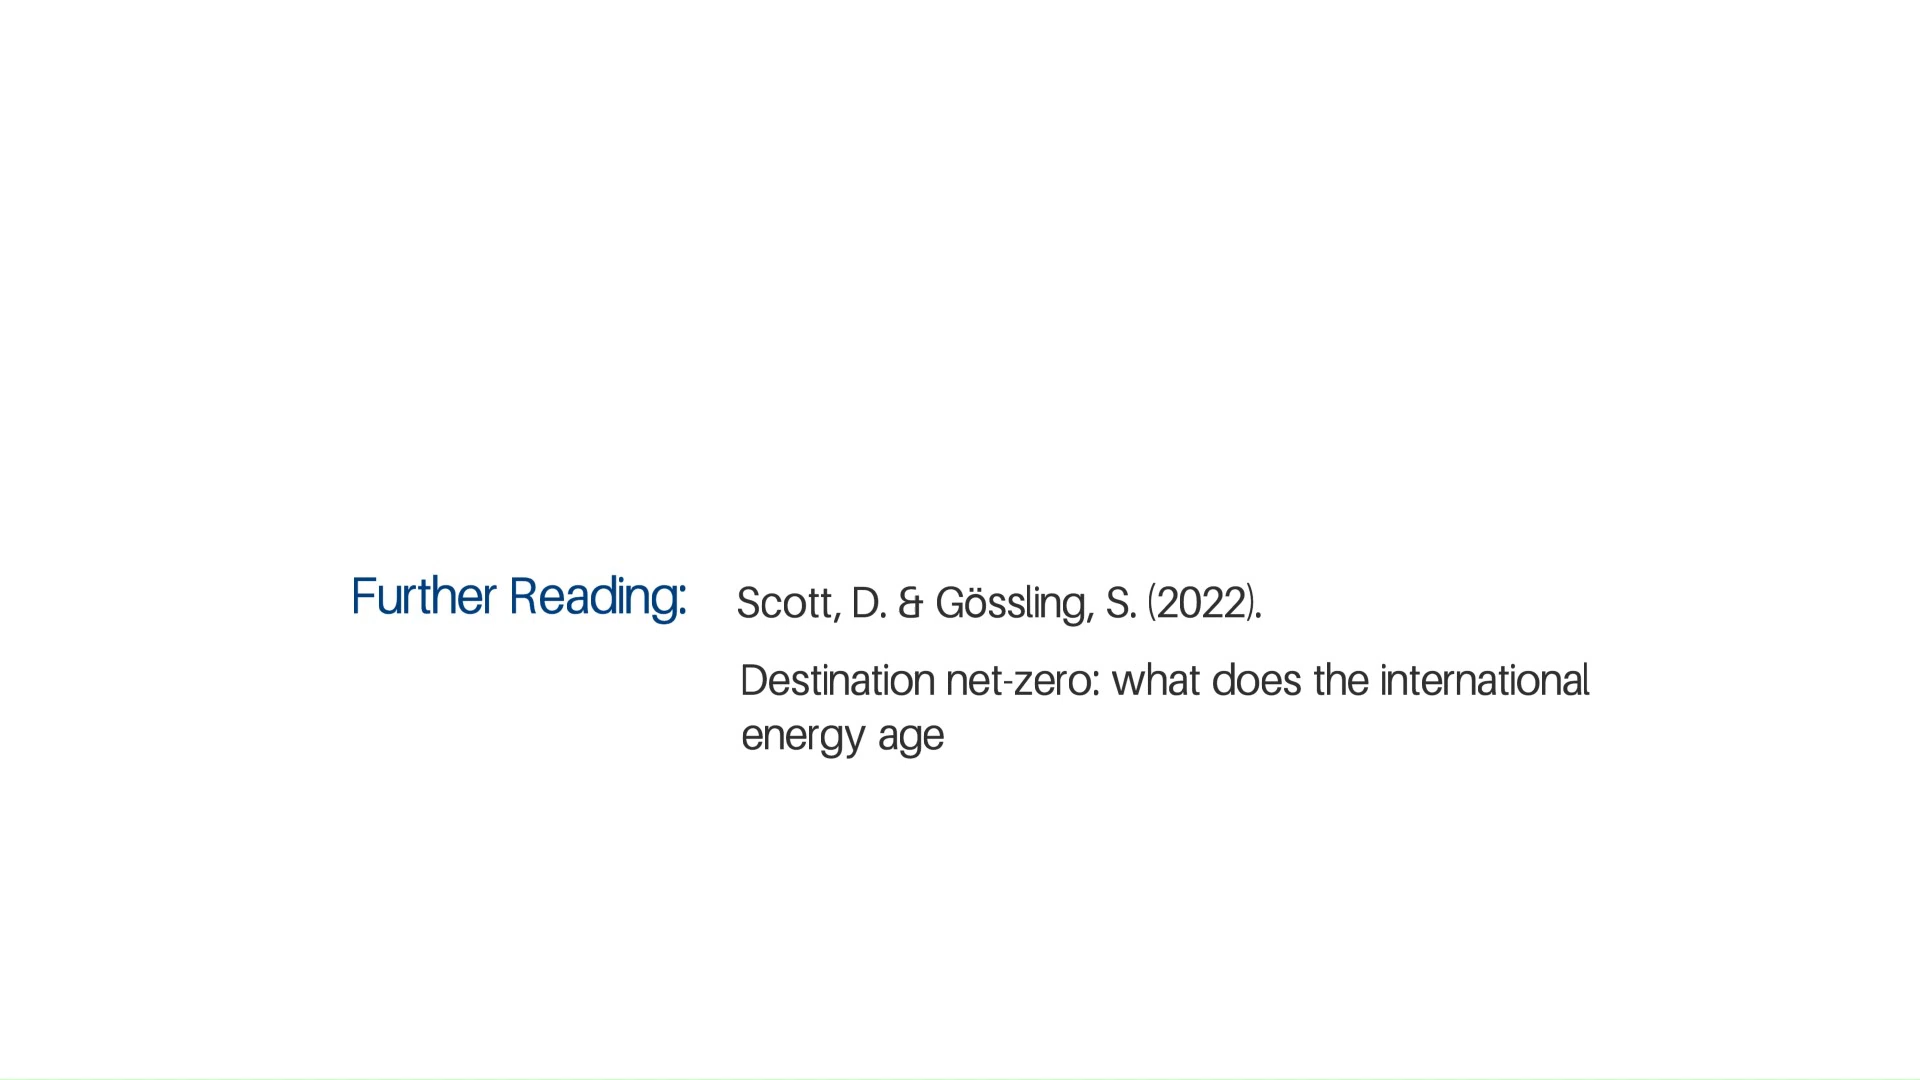 Further Reading: Scott, D. & Gössling, S. (2022).
Destination net-zero: what does the international
energy age